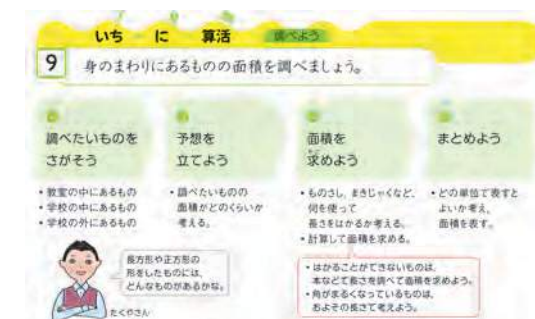 いち に 算活 調べよう
9 身のまわりにあるものの面積を調べましょう。
調べたいものを
さがそう
・教室の中にあるもの
・学校の中にあるもの
・学校の外にあるもの
長方形や正方形の
形をしたものには、
どんなものがあるかな。
たくやさん
予想を
立てよう
・調べたいものの
面積がどのくらいか
考える。
面積を
求めよう
・ものさし、まきじゃくなど、
何を使って
長さをはかるか考える。
・計算して面積を求める。
・はかることができないものは、
本などで長さを調べて面積を求めよう。
・角がまるくなっているものは、
およその長さで考えよう。
まとめよう
・どの単位で表すと
よいか考え、
面積を表す。